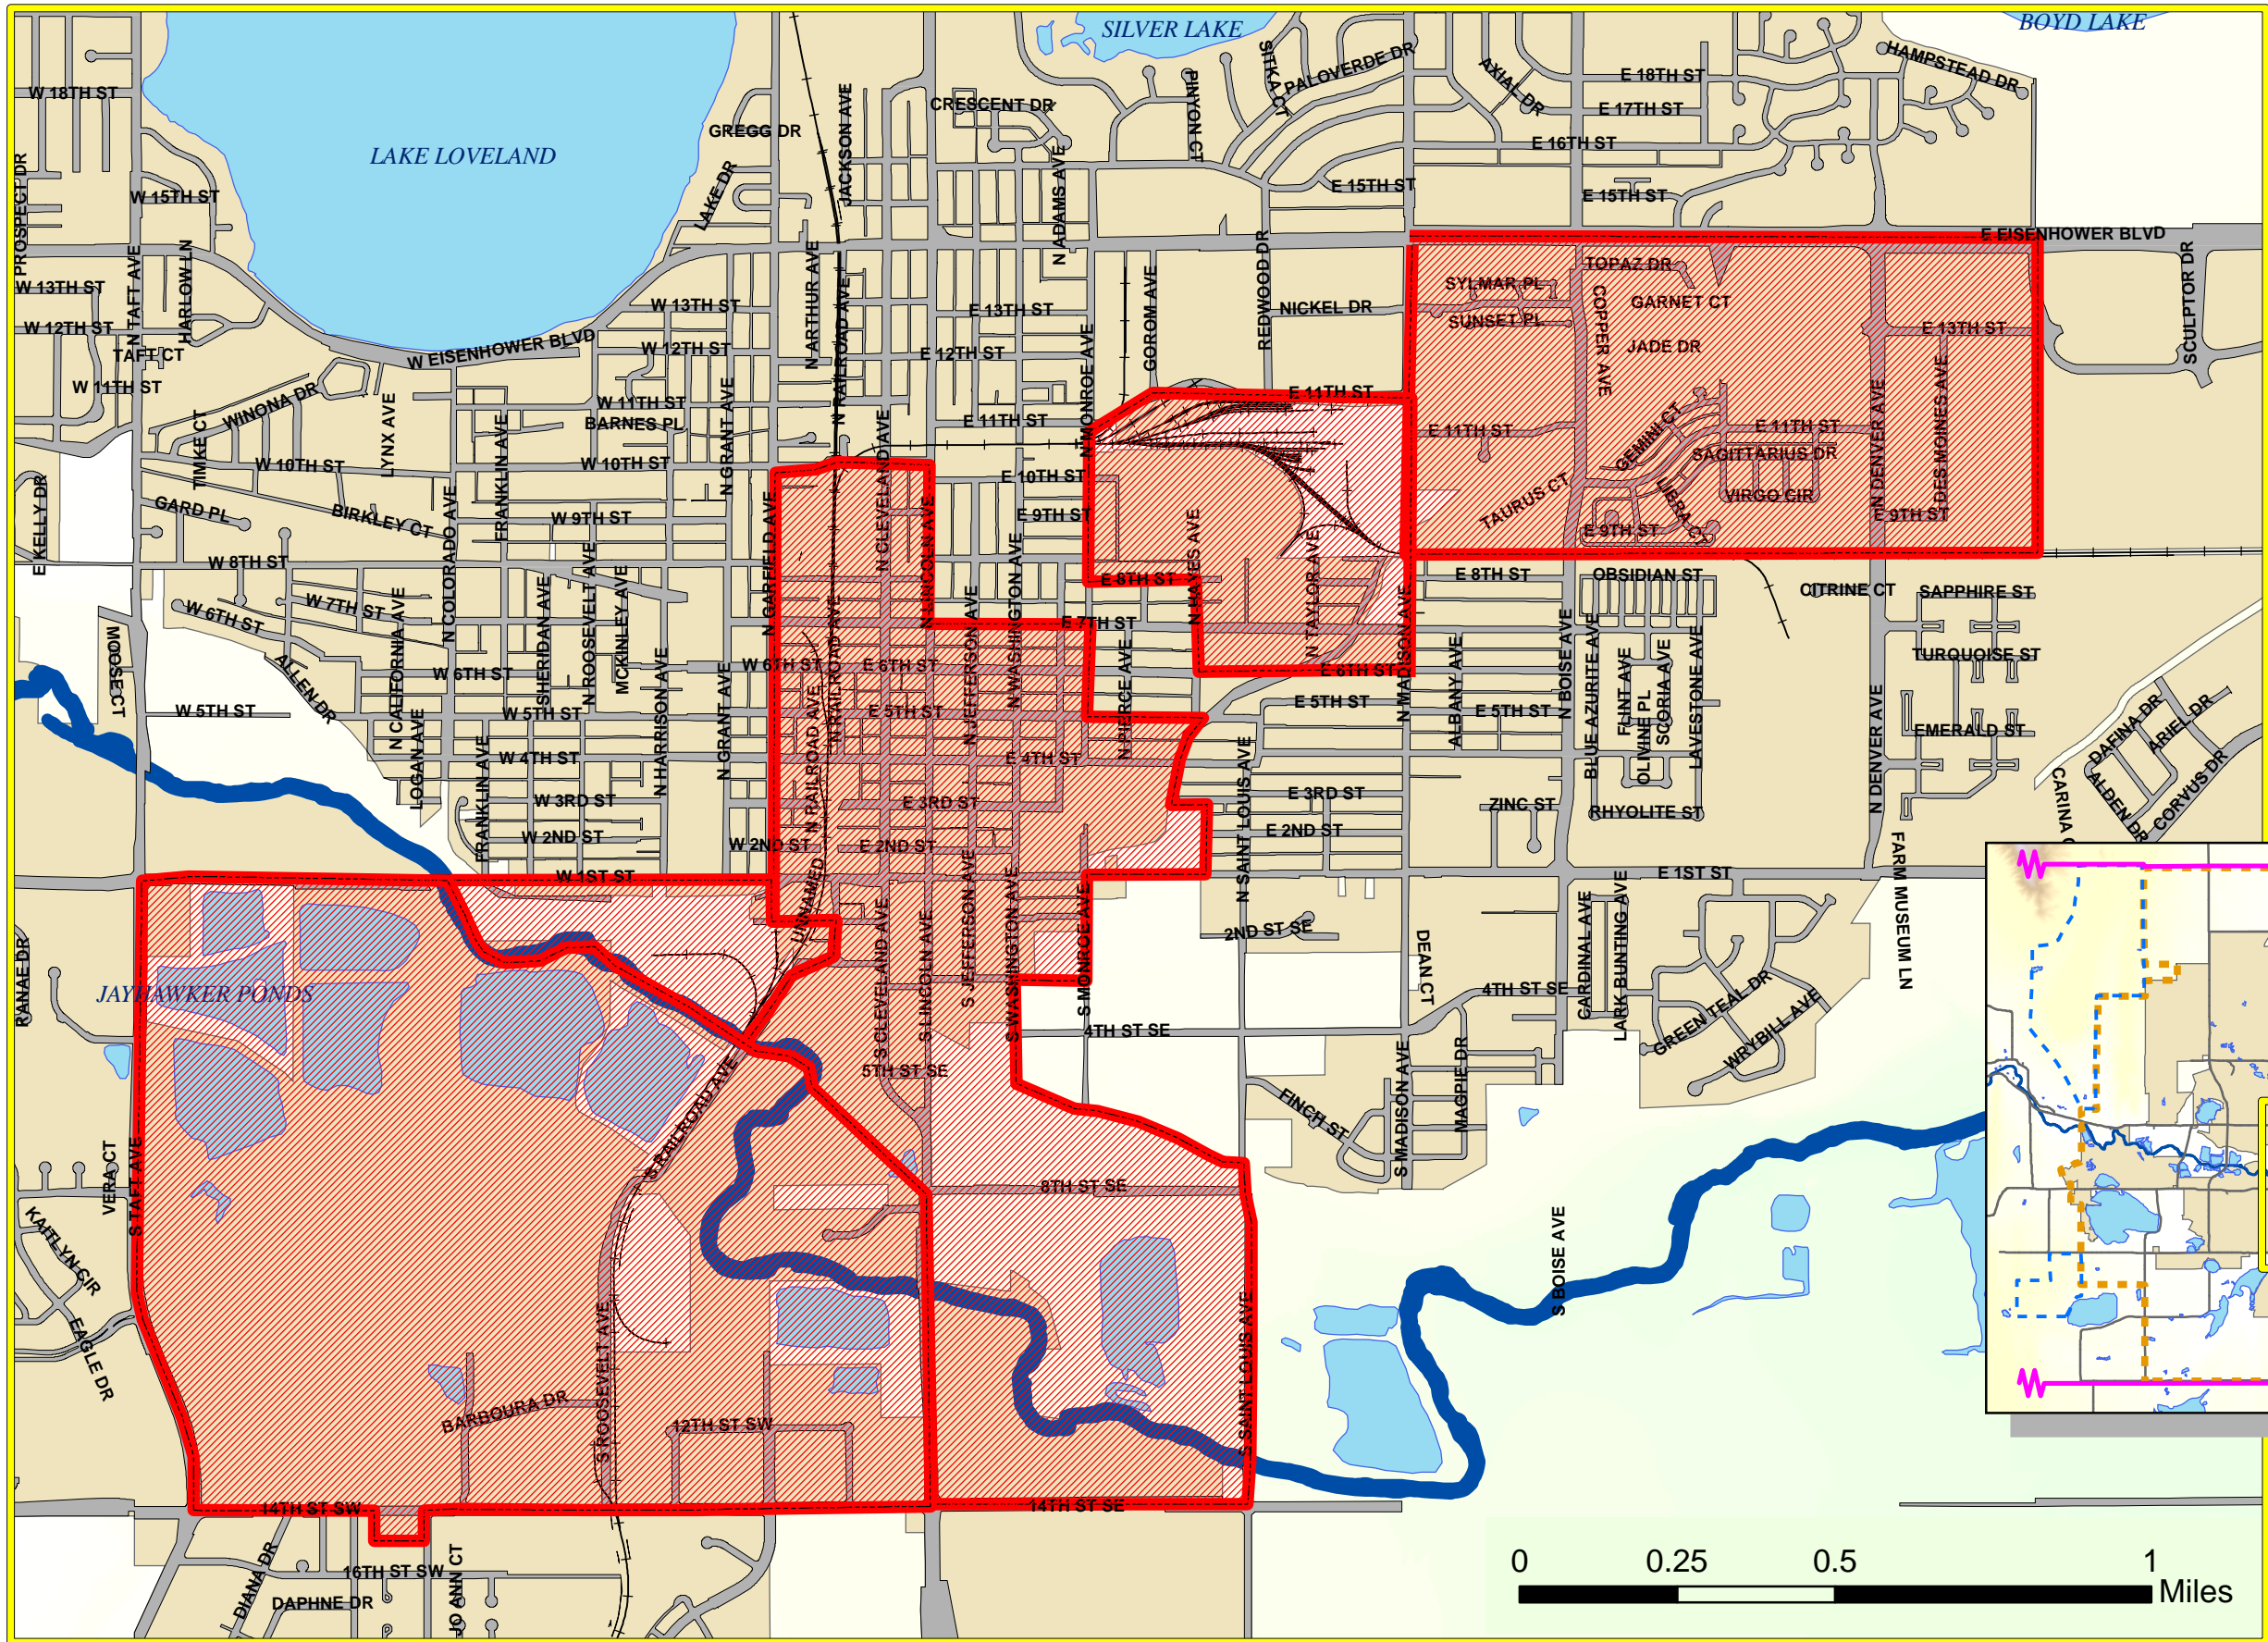 SILVER LAKE
BOYD LAKE
LAKE LOVELAND
JAYHAWKER PONDS
W 18TH ST
GREGG DR
JACKSON AVE
CRESCENT DR
PINYON CT
SITKA CT
PALOVERDE DR
AXIAL DR
E 18TH ST
E 17TH ST
E 16TH ST
HAMPSTEAD DR
PROSPECT DR
W 15TH ST
LAKE DR
N ADAMS AVE
E 15TH ST
E 15TH ST
N TAFT AVE
HARLOW LN
W 13TH ST
W 12TH ST
TAFT CT
W 11TH ST
W EISENHOWER BLVD
W 13TH ST
W 12TH ST
N ARTHUR AVE
N RAILROAD AVE
E 13TH ST
E 12TH ST
N MONROE AVE
GOROM AVE
REDWOOD DR
NICKEL DR
E EISENHOWER BLVD
SCULPTOR DR
SYLMAR PL
SUNSET PL
TOPAZ DR
COPPER AVE
GARNET CT
JADE DR
E 13TH ST
DES MOINES AVE
N DENVER AVE
WINONA DR
TIMKE CT
LYNX AVE
FRANKLIN AVE
W 11TH ST
BARNES PL
N GRANT AVE
N CLEVELAND AVE
E 11TH ST
E 11TH ST
E 11TH ST
GEMINI CT
E 11TH ST
SAGITTARIUS DR
W 10TH ST
W 10TH ST
E 10TH ST
E KELLY DR
GARD PL
BIRKLEY CT
N COLORADO AVE
W 9TH ST
N GARFIELD AVE
N LINCOLN AVE
E 9TH ST
N HAYES AVE
N TAYLOR AVE
TAURUS CT
LIBRA CT
VIRGO CIR
E 9TH ST
E 9TH ST
W 8TH ST
E 8TH ST
E 8TH ST
OBSIDIAN ST
CITRINE CT
SAPPHIRE ST
W 7TH ST
W 6TH ST
N CALIFORNIA AVE
SHERIDAN AVE
N ROOSEVELT AVE
MCKINLEY AVE
N HARRISON AVE
N RAILROAD AVE
N JEFFERSON AVE
N WASHINGTON AVE
E 7TH ST
N MADISON AVE
MOOSE CT
ALLEN DR
W 6TH ST
W 6TH ST
E 6TH ST
N PIERCE AVE
E 6TH ST
ALBANY AVE
N BOISE AVE
BLUE AZURITE AVE
FLINT AVE
OLIVINE PL
SCORIA AVE
LAVESTONE AVE
TURQUOISE ST
N DENVER AVE
W 5TH ST
W 5TH ST
E 5TH ST
E 5TH ST
E 5TH ST
EMERALD ST
DAFINA DR
ARIEL DR
LOGAN AVE
FRANKLIN AVE
W 4TH ST
N GRANT AVE
N RAILROAD AVE
E 4TH ST
N SAINT LOUIS AVE
ALDEN DR
CORVUS DR
W 3RD ST
E 3RD ST
E 3RD ST
ZINC ST
RHYOLITE ST
W 2ND ST
W 2ND ST
E 2ND ST
E 2ND ST
W 1ST ST
E 1ST ST
FARM MUSEUM LN
RANAE DR
UNNAMED
S CLEVELAND AVE
S LINCOLN AVE
S JEFFERSON AVE
S WASHINGTON AVE
S MONROE AVE
2ND ST SE
DEAN CT
CARDINAL AVE
LARK BUNTING AVE
4TH ST SE
4TH ST SE
GREEN TEAL DR
WRYBILL AVE
5TH ST SE
S RAILROAD AVE
FINCH ST
S MADISON AVE
MAGPIE DR
VERA CT
S TAFT AVE
8TH ST SE
KAITLYN CIR
EAGLE DR
S BOISE AVE
S ROOSEVELT AVE
S SAINT LOUIS AVE
BARBOURA DR
12TH ST SW
14TH ST SW
14TH ST SE
DIANA DR
16TH ST SW
JO ANN CT
DAPHNE DR
0 0.25 0.5 1
Miles